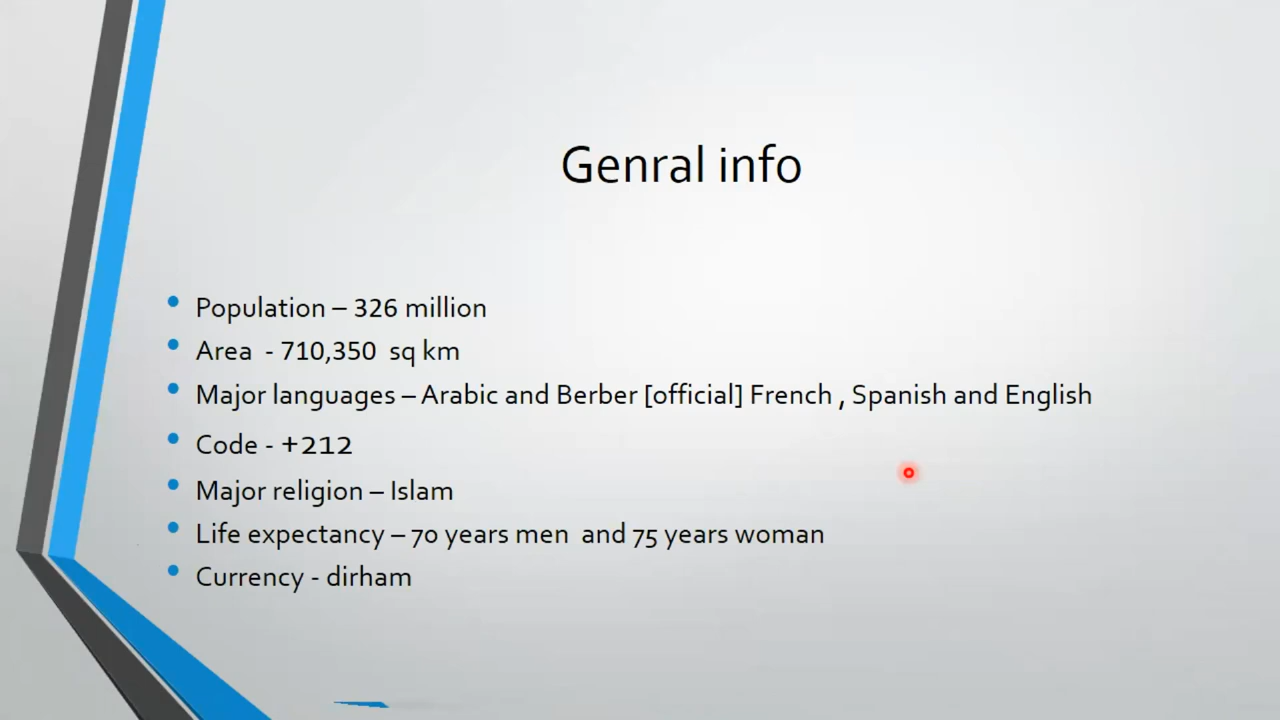 Genral info
• Population – 326 million
• Area - 710,350 sq km
• Major languages – Arabic and Berber [official] French , Spanish and English
• Code - +212
• Major religion – Islam
• Life expectancy – 70 years men and 75 years woman
• Currency - dirham